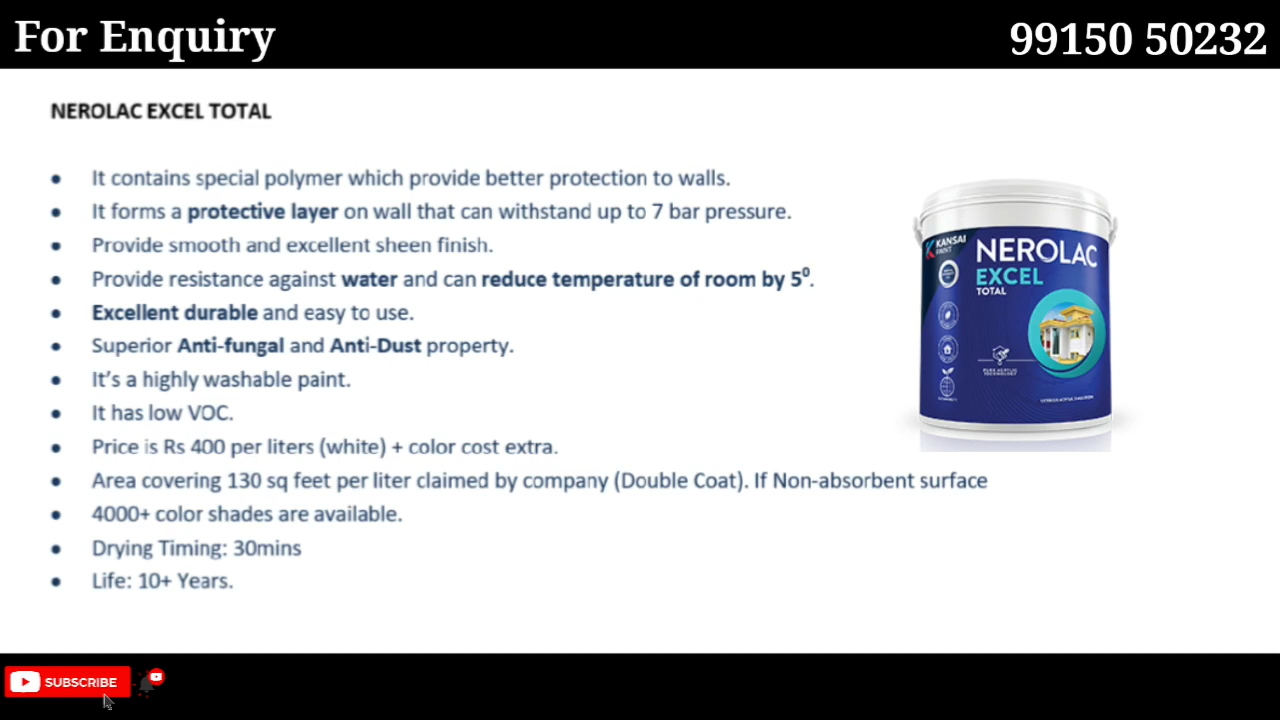 For Enquiry
99150 50232
NEROLAC EXCEL TOTAL
• It contains special polymer which provide better protection to walls.
• It forms a protective layer on wall that can withstand up to 7 bar pressure.
• Provide smooth and excellent sheen finish.
• Provide resistance against water and can reduce temperature of room by 5⁰.
• Excellent durable and easy to use.
• Superior Anti-fungal and Anti-Dust property.
• It's a highly washable paint.
• It has low VOC.
• Price is Rs 400 per liters (white) + color cost extra.
• Area covering 130 sq feet per liter claimed by company (Double Coat). If Non-absorbent surface
• 4000+ color shades are available.
• Drying Timing: 30mins
• Life: 10+ Years.
KANSAI
PAINT
NEROLAC
EXCEL
TOTAL
PURE ACRYLIC
TECHNOLOGY
SUBSCRIBE